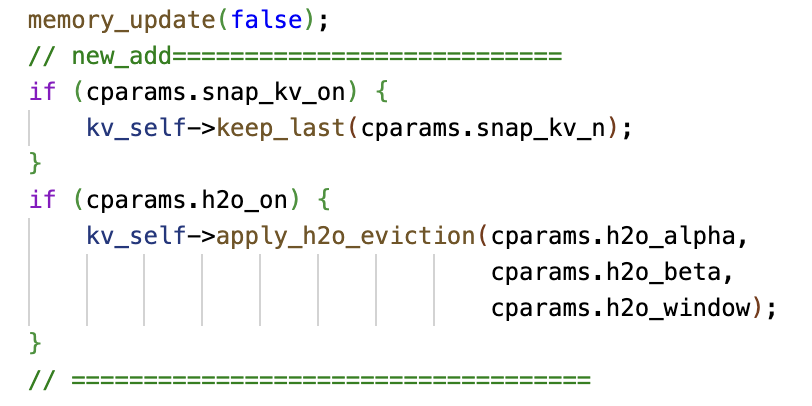 memory_update(false);
// new_add===========================
if (cparams.snap_kv_on) {
    kv_self->keep_last(cparams.snap_kv_n);
}
if (cparams.h2o_on) {
    kv_self->apply_h2o_eviction(cparams.h2o_alpha,
                                cparams.h2o_beta,
                                cparams.h2o_window);
}
// ====================================